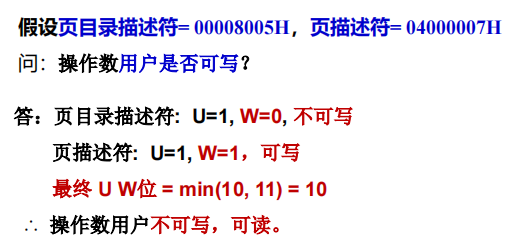 假设页目录描述符= 00008005H，页描述符= 04000007H
问：操作数用户是否可写？
答：页目录描述符: U=1, W=0, 不可写
页描述符: U=1, W=1，可写
最终 U W位 = min(10, 11) = 10
∴ 操作数用户不可写，可读。